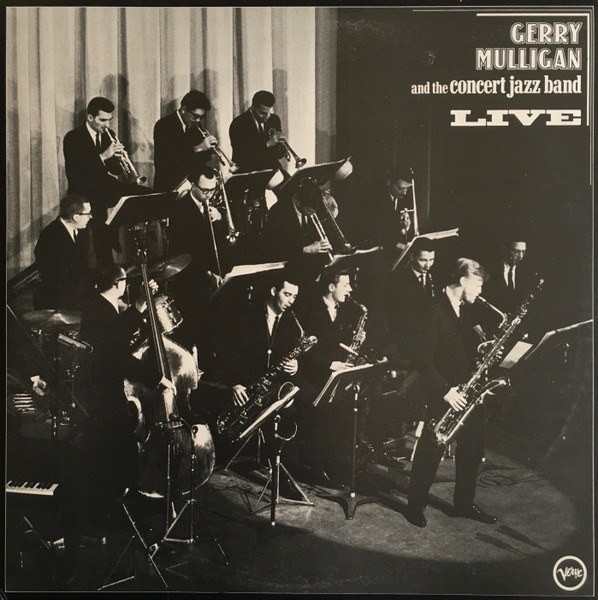 GERRY
MULLIGAN
and the concert jazz band
LIVE
Verve